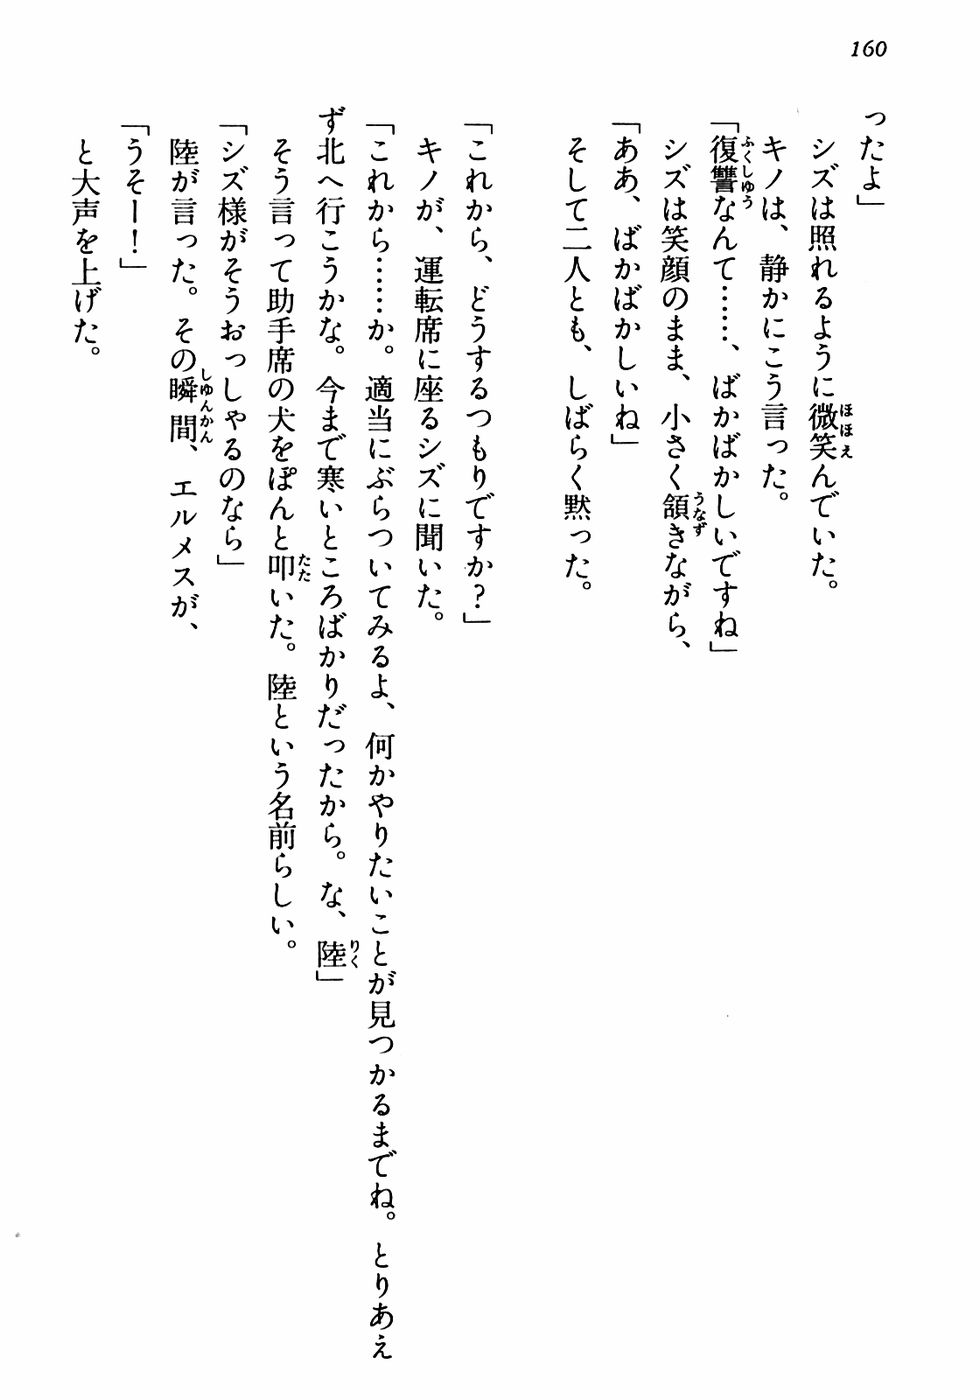 160
ったよ」
シズは照れるように微笑んでいた。
キノは、静かにこう言った。
「復讐なんて……、ばかばかしいですね」
シズは笑顔のまま、小さく頷きながら、
「ああ、ばかばかしいね」
そして二人とも、しばらく黙った。
「これから、どうするつもりですか？」
キノが、運転席に座るシズに聞いた。
「これから……か。適当にぶらついてみるよ、何かやりたいことが見つかるまでね。とりあえ
ず北へ行こうかな。今まで寒いところばかりだったから。な、陸」
そう言って助手席の犬をぽんと叩いた。陸という名前らしい。
「シズ様がそうおっしゃるのなら」
陸が言った。その瞬間、エルメスが、
「うそー！」
と大声を上げた。